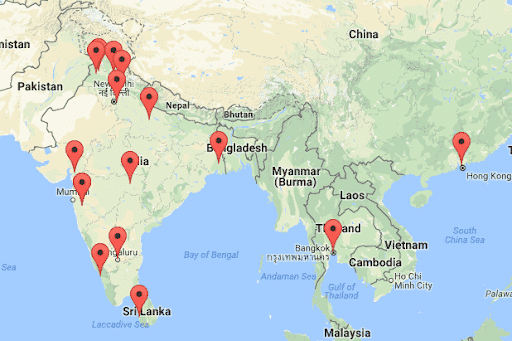 China
nistan
Pakistan
New Delhi
नई दिल्ली
Nepal
Bhutan
Bangladesh
ia
Mumbai
Myanmar
(Burma)
Hong Kong
Laos
Thailand
Bengaluru
Bangkok
กรุงเทพมหานคร
Vietnam
Cambodia
South
China Sea
Bay of Bengal
Sea
Andaman Sea
Gulf of
Thailand
Ho Chi
Minh City
Sri Lanka
Laccadive Sea
Palawa
Malaysia